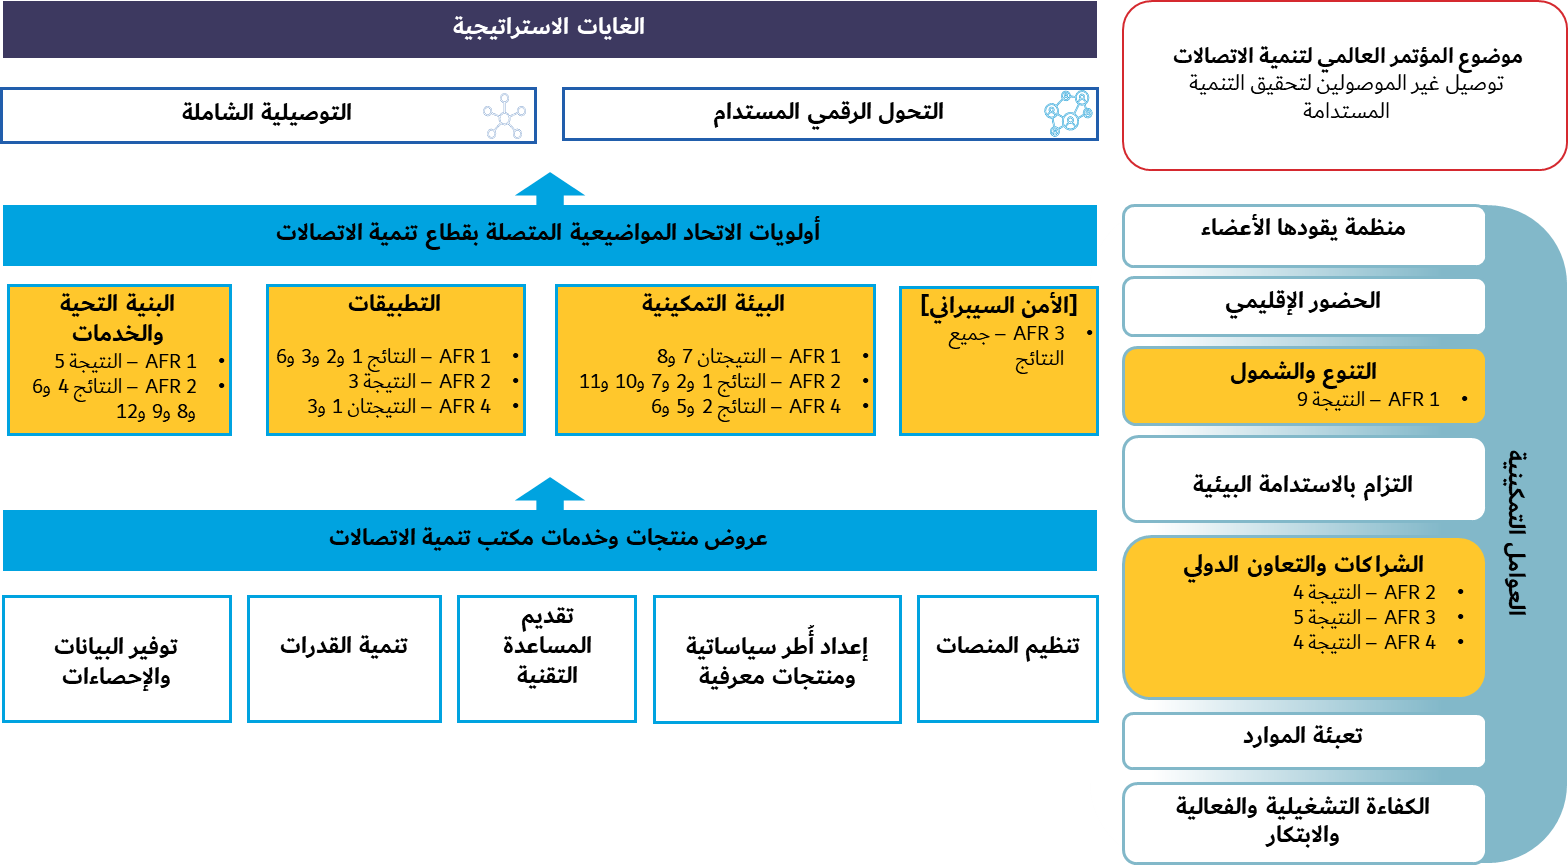 موضوع المؤتمر العالمي لتنمية الاتصالات
توصيل غير الموصولين لتحقيق التنمية
المستدامة
الغايات الاستراتيجية
التحول الرقمي المستدام
التوصيلية الشاملة
أولويات الاتحاد المواضيعية المتصلة بقطاع تنمية الاتصالات
[الأمن السيبراني]
• AFR 3 – جميع
النتائج
البيئة التمكينية
• AFR 1 – النتيجتان 7 و8
• AFR 2 – النتائج 1 و2 و7 و10 و11
• AFR 4 – النتائج 2 و5 و6
التطبيقات
• AFR 1 – النتائج 1 و2 و3 و6
• AFR 2 – النتيجة 3
• AFR 4 – النتيجتان 1 و3
البنية التحية
والخدمات
• AFR 1 – النتيجة 5
• AFR 2 – النتائج 4 و6
و8 و9 و12
عروض منتجات وخدمات مكتب تنمية الاتصالات
تنظيم المنصات
إعداد أُطر سياساتية
ومنتجات معرفية
تقديم
المساعدة
التقنية
تنمية القدرات
توفير البيانات
والإحصاءات
العوامل التمكينية
منظمة يقودها الأعضاء
الحضور الإقليمي
التنوع والشمول
• AFR 1 – النتيجة 9
التزام بالاستدامة البيئية
الشراكات والتعاون الدولي
• AFR 2 – النتيجة 4
• AFR 3 – النتيجة 5
• AFR 4 – النتيجة 4
تعبئة الموارد
الكفاءة التشغيلية والفعالية
والابتكار